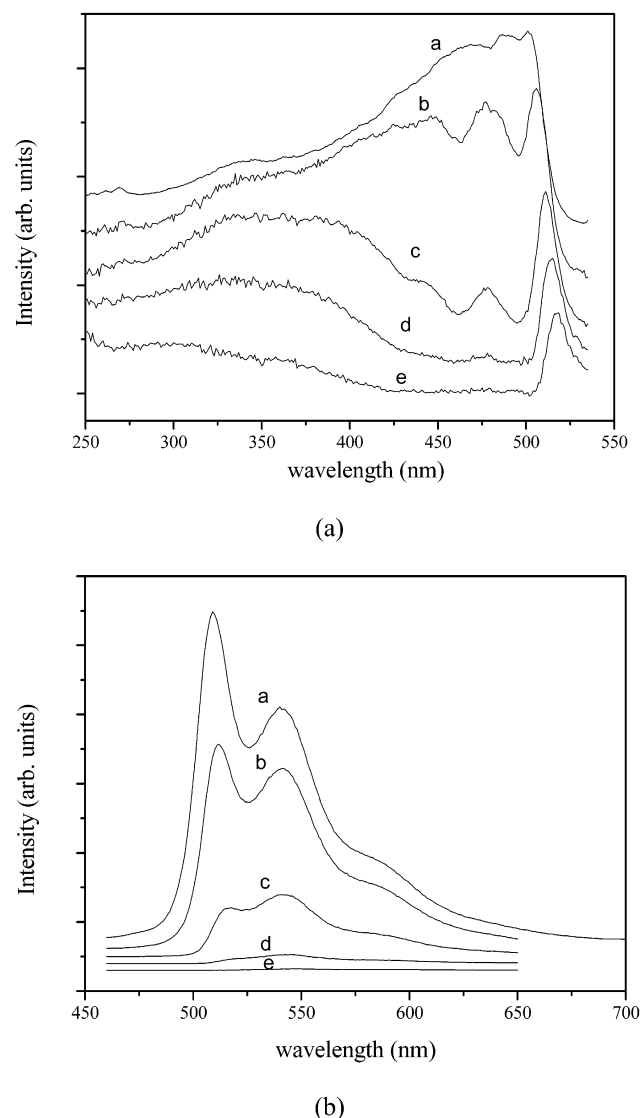 a
b
c
d
e
Intensity (arb. units)
250 300 350 400 450 500 550
wavelength (nm)
(a)
a
b
c
d
e
Intensity (arb. units)
450 500 550 600 650 700
wavelength (nm)
(b)